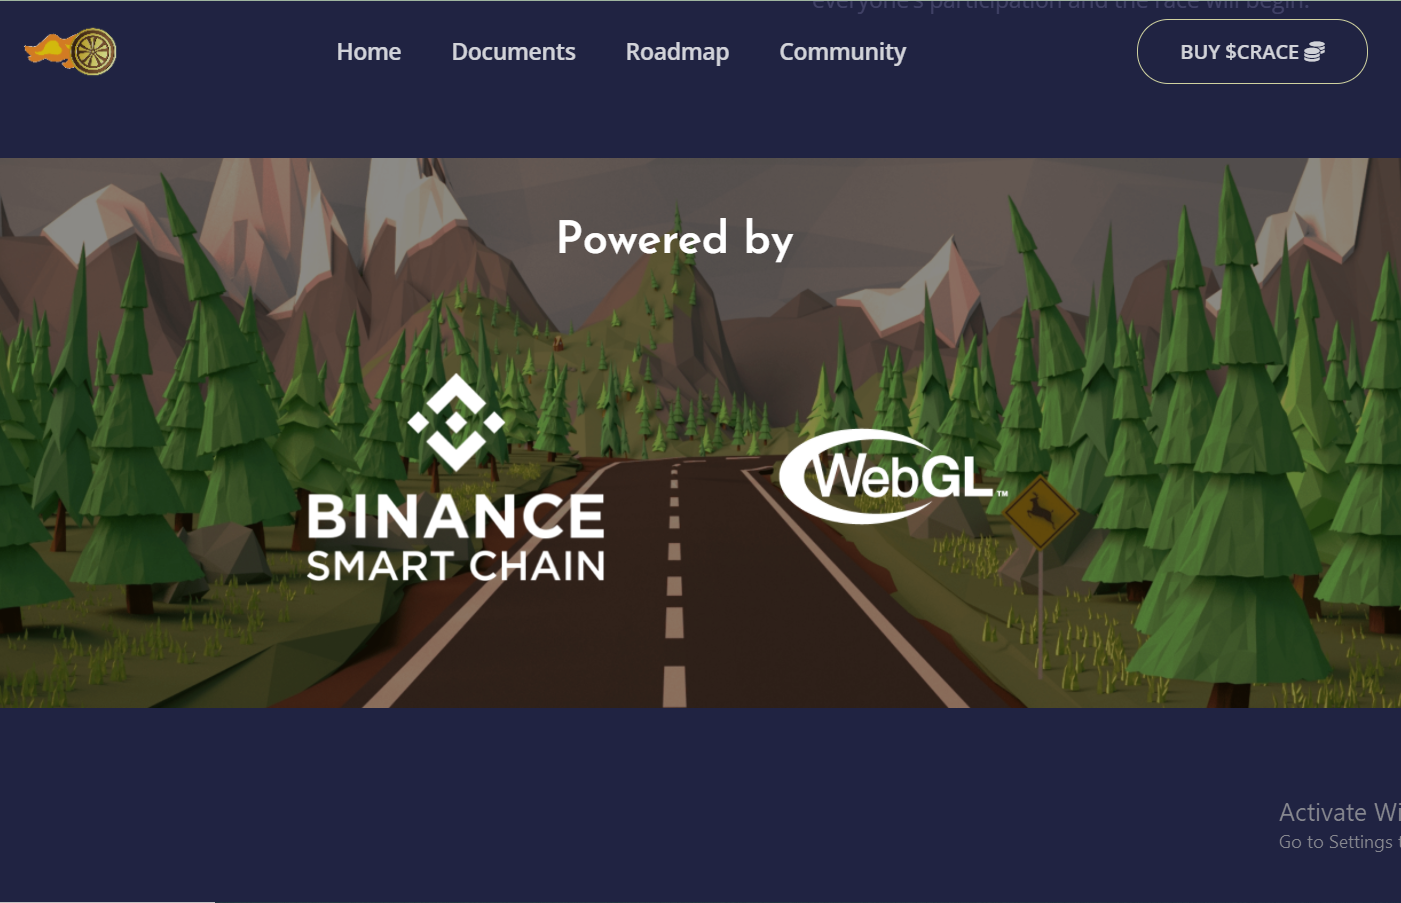 everyone's participation and the race will begin.
Home Documents Roadmap Community BUY $CRACE
Powered by
BINANCE
SMART CHAIN
WebGL™
Activate
Go to Settings